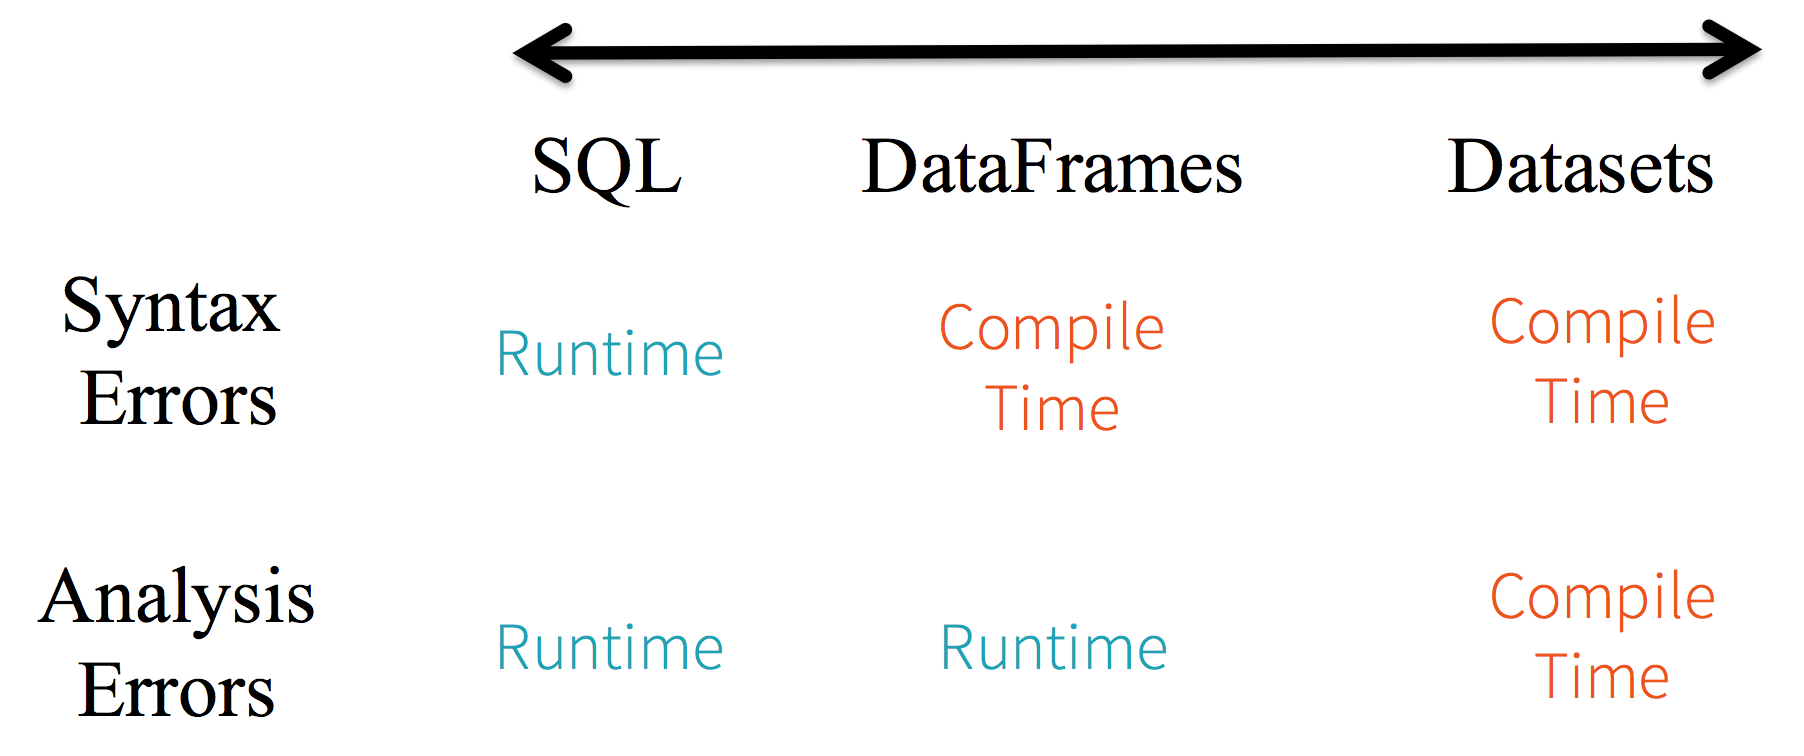 SQL DataFrames Datasets
Syntax
Errors
Runtime
Compile
Time
Compile
Time
Analysis
Errors
Runtime
Runtime
Compile
Time